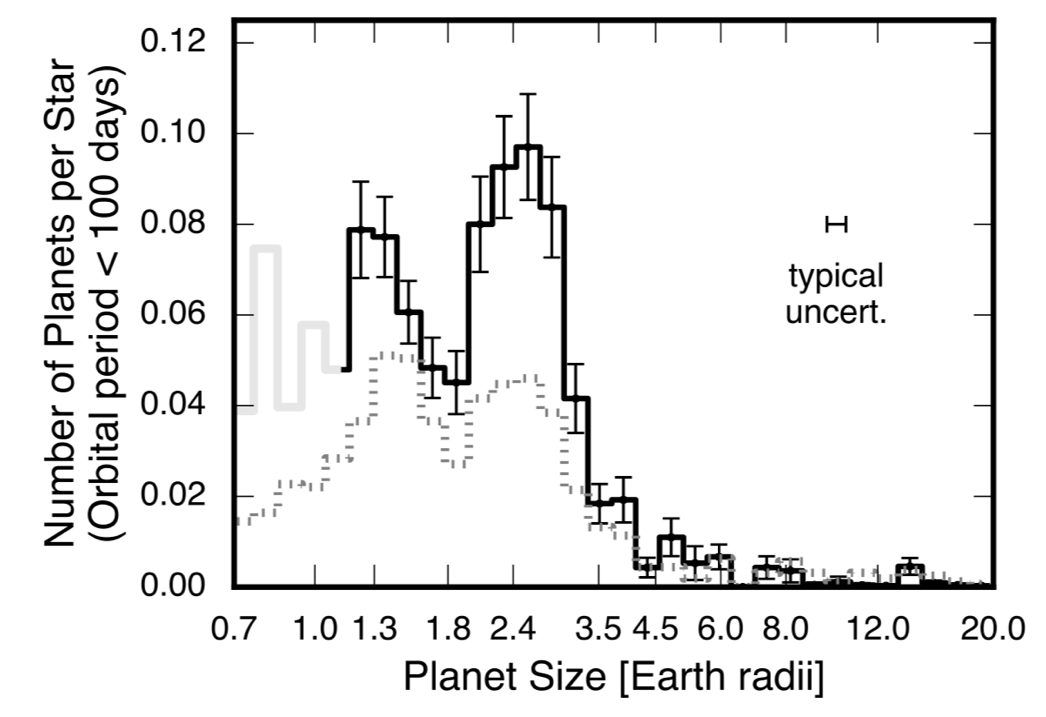 Number of Planets per Star
(Orbital period < 100 days)
0.12
0.10
0.08
0.06
0.04
0.02
0.00
typical
uncert.
0.7 1.0 1.3 1.8 2.4 3.5 4.5 6.0 8.0 12.0 20.0
Planet Size [Earth radii]